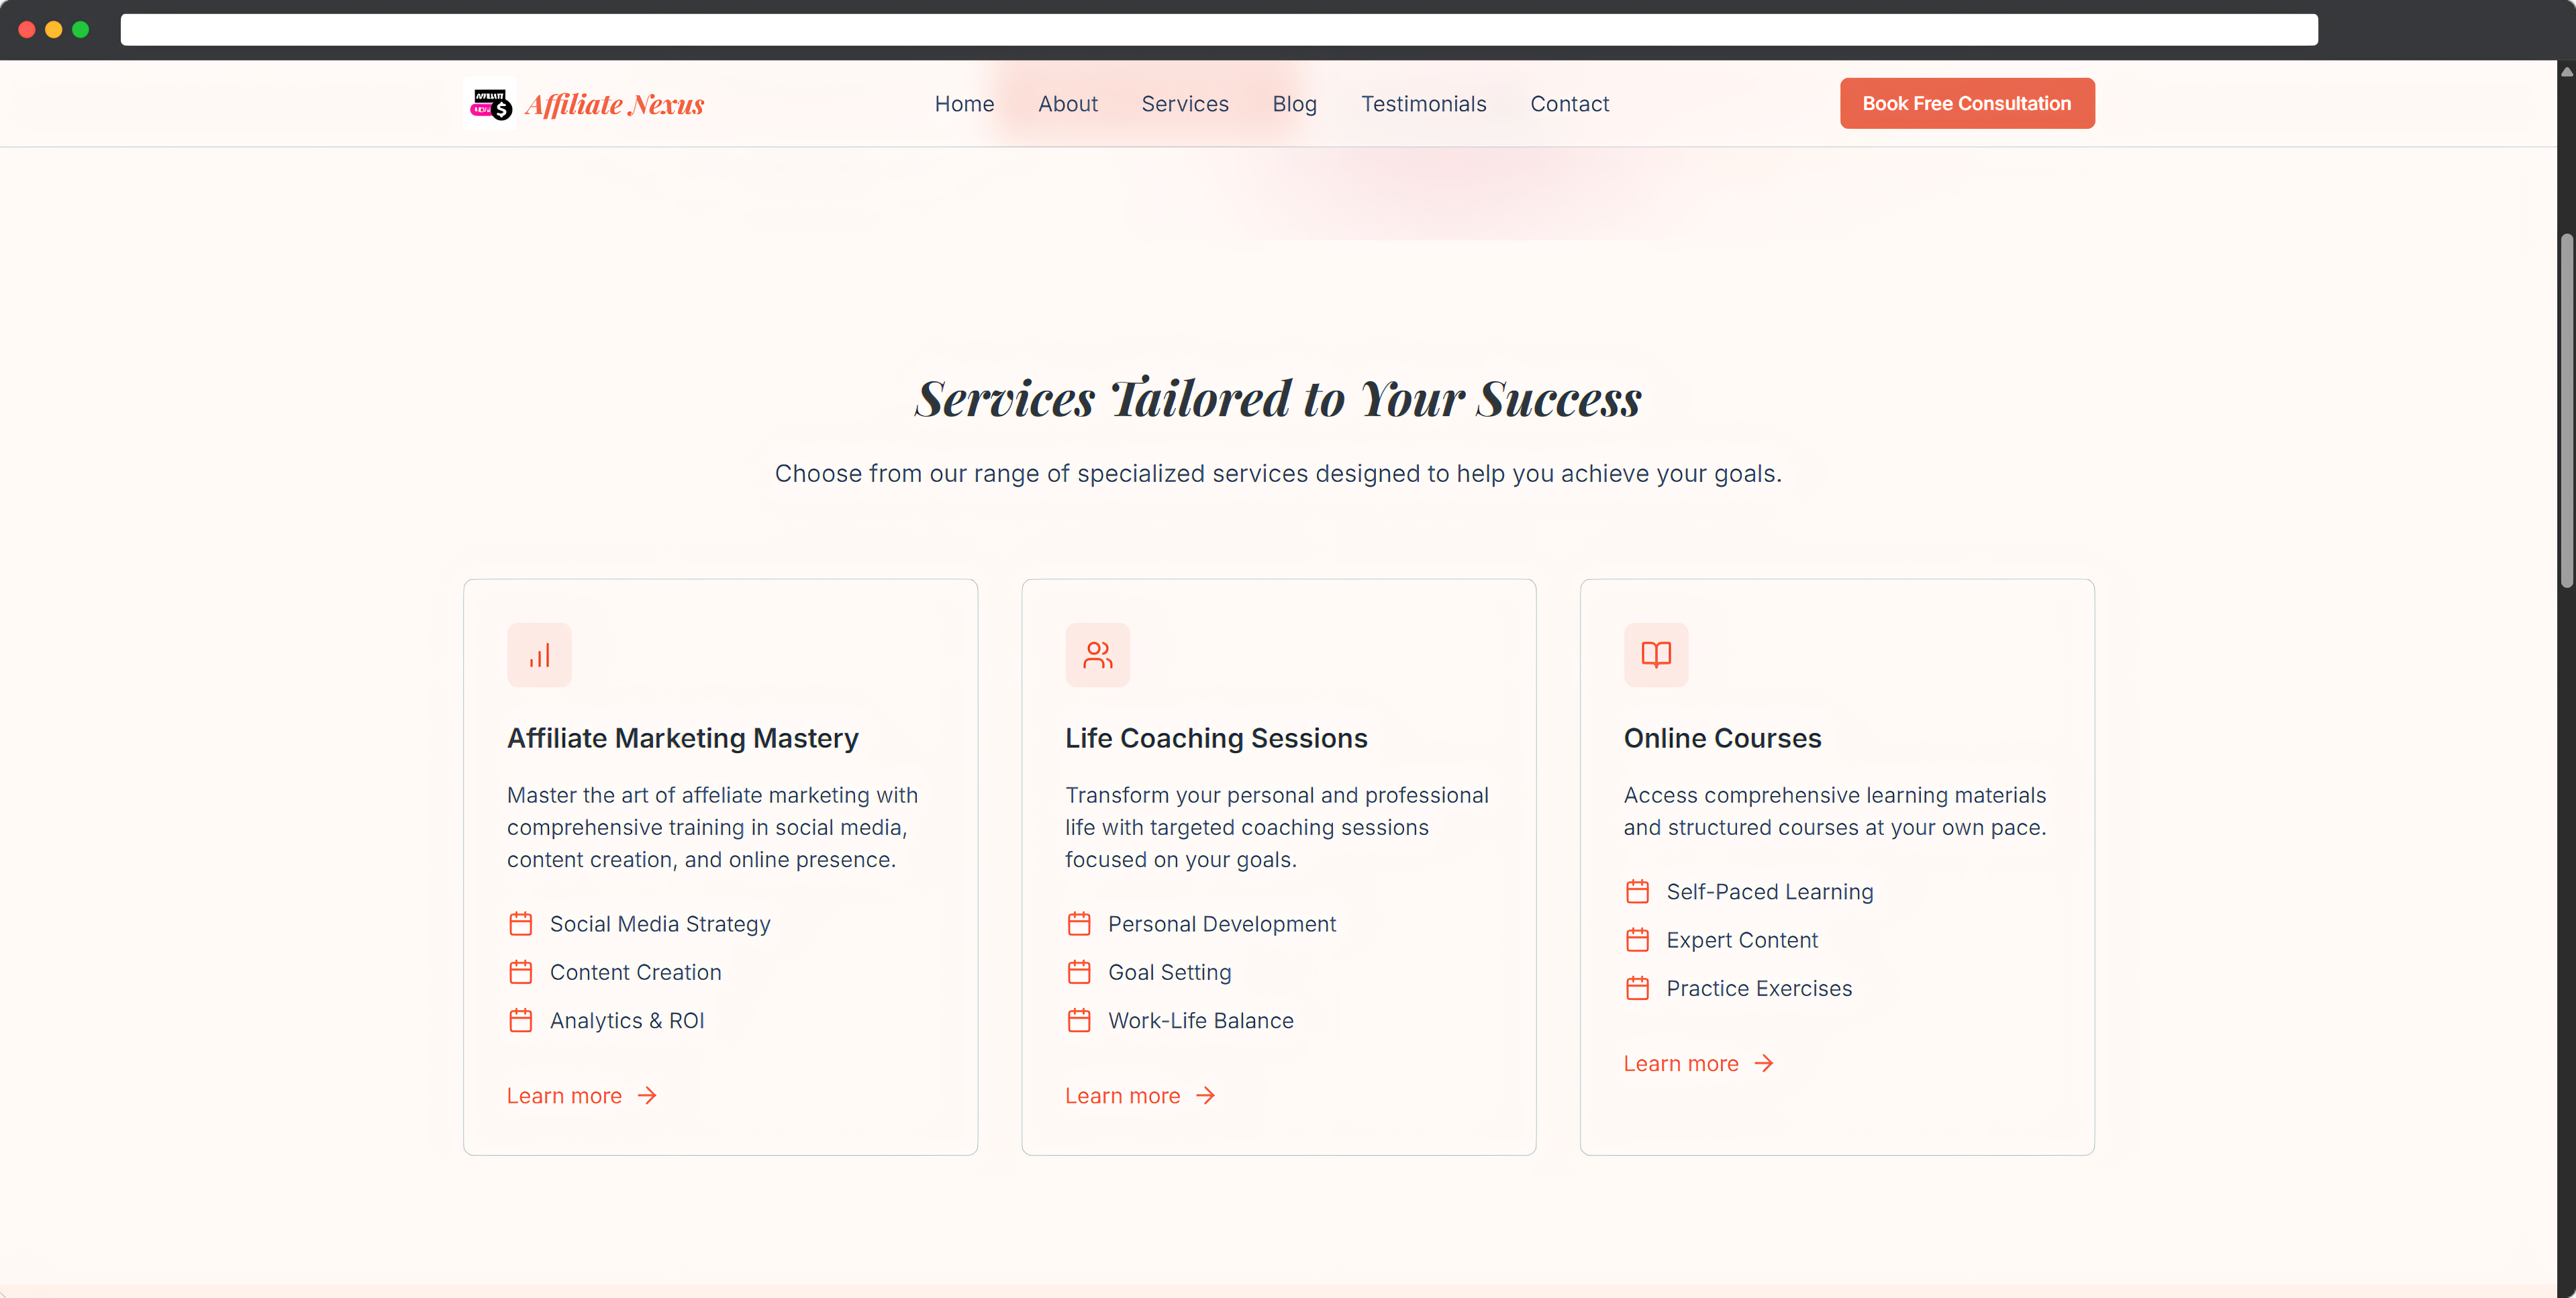 AFFILIATE
Affiliate Nexus
Home
About
Services
Blog
Testimonials
Contact
Book Free Consultation
Services Tailored to Your Success
Choose from our range of specialized services designed to help you achieve your goals.
Affiliate Marketing Mastery
Master the art of affeliate marketing with
comprehensive training in social media,
content creation, and online presence.
Social Media Strategy
Content Creation
Analytics & ROI
Learn more
Life Coaching Sessions
Transform your personal and professional
life with targeted coaching sessions
focused on your goals.
Personal Development
Goal Setting
Work-Life Balance
Learn more
Online Courses
Access comprehensive learning materials
and structured courses at your own pace.
Self-Paced Learning
Expert Content
Practice Exercises
Learn more